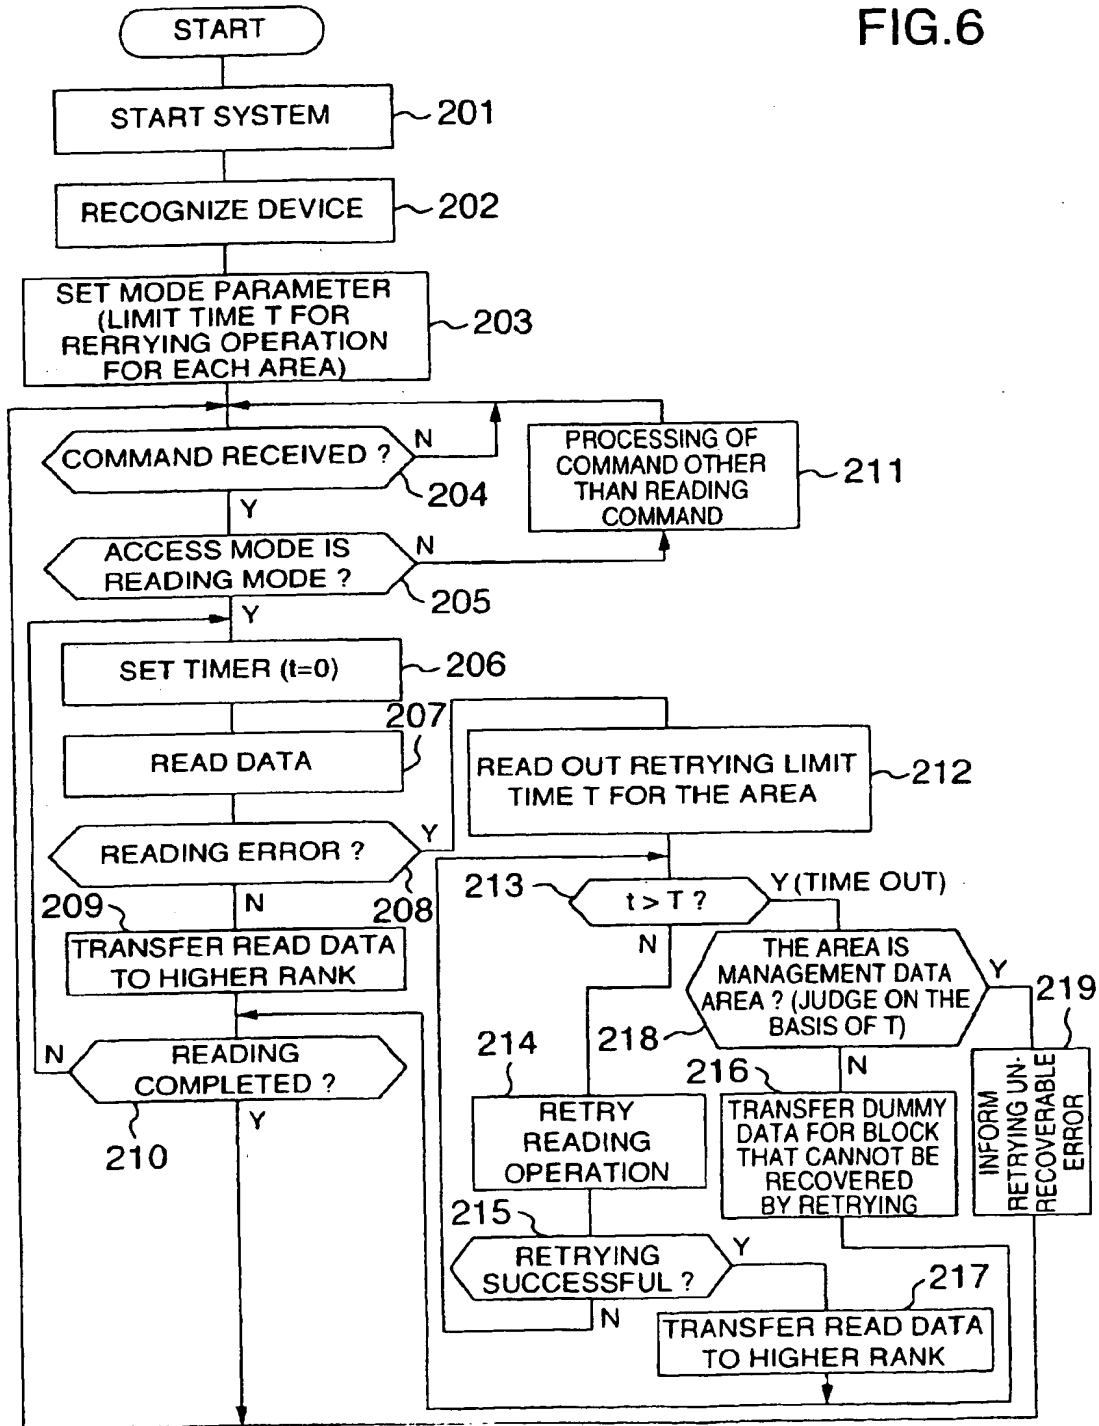 FIG.6
START
START SYSTEM
201
RECOGNIZE DEVICE
202
SET MODE PARAMETER
(LIMIT TIME T FOR
RERRYING OPERATION
FOR EACH AREA)
203
COMMAND RECEIVED ?
N
204
Y
PROCESSING OF
COMMAND OTHER
THAN READING
COMMAND
211
ACCESS MODE IS
READING MODE ?
N
205
Y
SET TIMER (t=0)
206
207
READ DATA
READING ERROR ?
Y
208
N
209
TRANSFER READ DATA
TO HIGHER RANK
N
READING
COMPLETED ?
210
Y
READ OUT RETRYING LIMIT
TIME T FOR THE AREA
212
213
t > T ?
Y (TIME OUT)
N
THE AREA IS
MANAGEMENT DATA
AREA ? (JUDGE ON THE
BASIS OF T)
Y
218
N
219
INFORM
RETRYING UN-
RECOVERABLE
ERROR
214
RETRY
READING
OPERATION
216
TRANSFER DUMMY
DATA FOR BLOCK
THAT CANNOT BE
RECOVERED
BY RETRYING
215
RETRYING
SUCCESSFUL ?
Y
N
217
TRANSFER READ DATA
TO HIGHER RANK